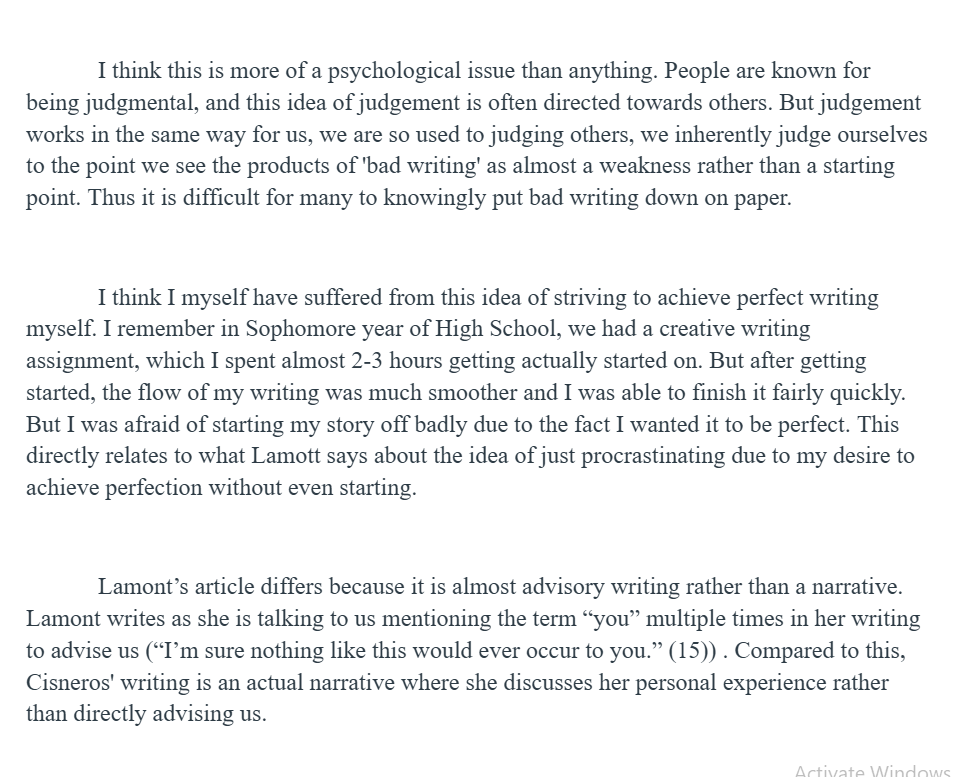 I think this is more of a psychological issue than anything. People are known for
being judgmental, and this idea of judgement is often directed towards others. But judgement
works in the same way for us, we are so used to judging others, we inherently judge ourselves
to the point we see the products of 'bad writing' as almost a weakness rather than a starting
point. Thus it is difficult for many to knowingly put bad writing down on paper.
I think I myself have suffered from this idea of striving to achieve perfect writing
myself. I remember in Sophomore year of High School, we had a creative writing
assignment, which I spent almost 2-3 hours getting actually started on. But after getting
started, the flow of my writing was much smoother and I was able to finish it fairly quickly.
But I was afraid of starting my story off badly due to the fact I wanted it to be perfect. This
directly relates to what Lamott says about the idea of just procrastinating due to my desire to
achieve perfection without even starting.
Lamont’s article differs because it is almost advisory writing rather than a narrative.
Lamont writes as she is talking to us mentioning the term “you” multiple times in her writing
to advise us (“I’m sure nothing like this would ever occur to you.” (15)) . Compared to this,
Cisneros' writing is an actual narrative where she discusses her personal experience rather
than directly advising us.
Activate Windows